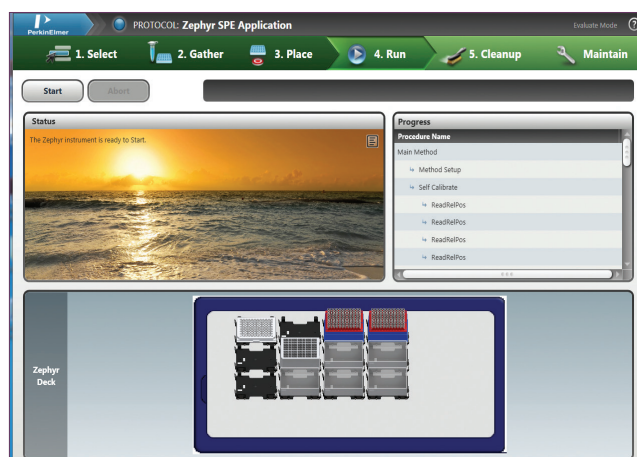 PerkinElmer
PROTOCOL: Zephyr SPE Application
Evaluate Mode
?
1. Select
2. Gather
3. Place
4. Run
5. Cleanup
Maintain
Start
Abort
Status
The Zephyr instrument is ready to Start.
Progress
Procedure Name
Main Method
Method Setup
Self Calibrate
ReadRelPos
ReadRelPos
ReadRelPos
ReadRelPos
Zephyr
Deck